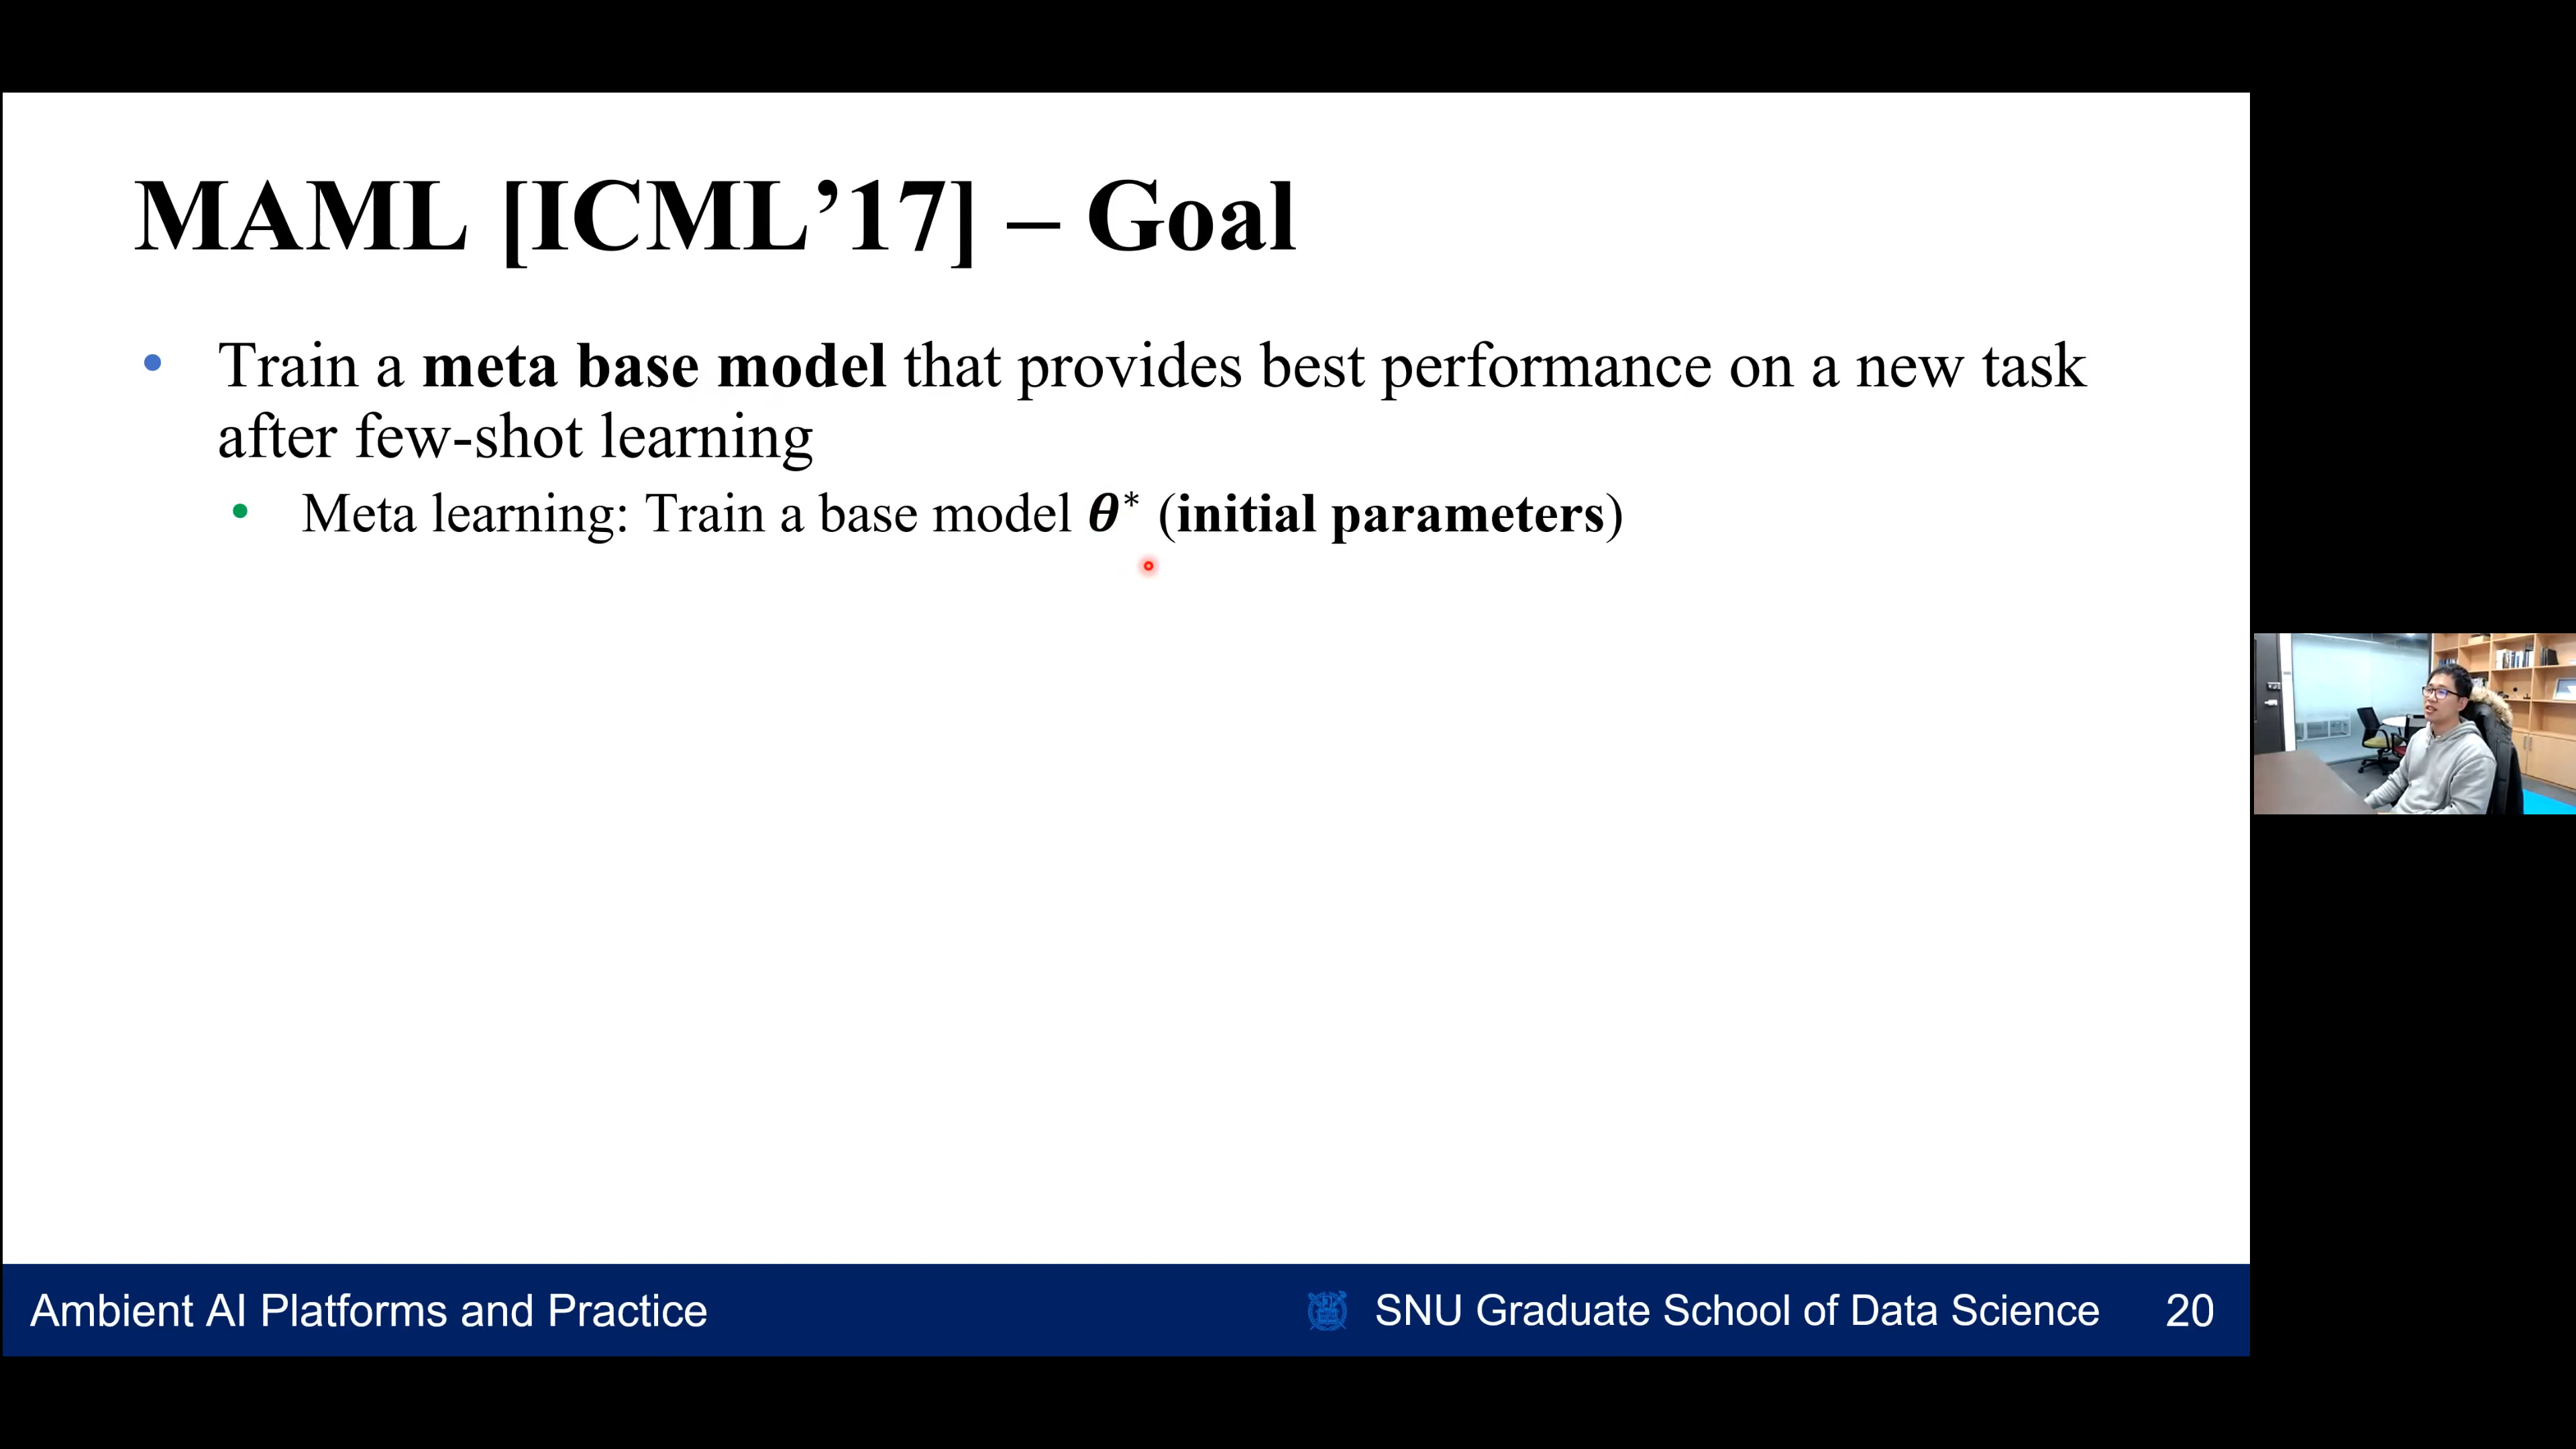 MAML [ICML’17] – Goal
• Train a meta base model that provides best performance on a new task
after few-shot learning
• Meta learning: Train a base model θ* (initial parameters)
Ambient AI Platforms and Practice
SNU Graduate School of Data Science
20